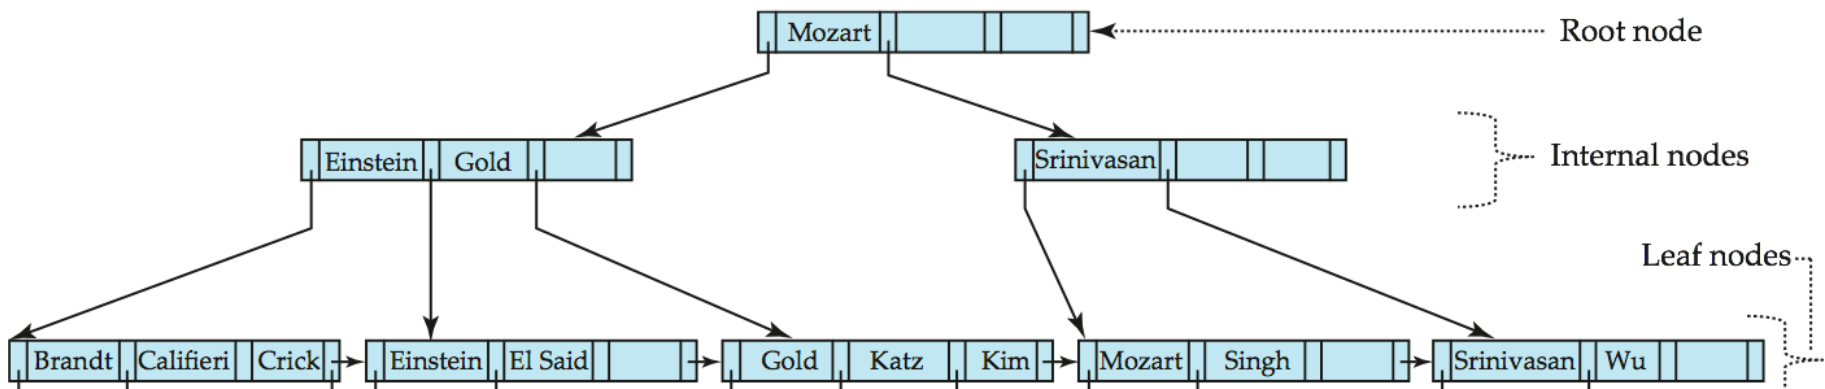 Mozart
Root node
Einstein Gold
Srinivasan
Internal nodes
Leaf nodes
Brandt Califieri Crick
Einstein El Said
Gold Katz Kim
Mozart Singh
Srinivasan Wu